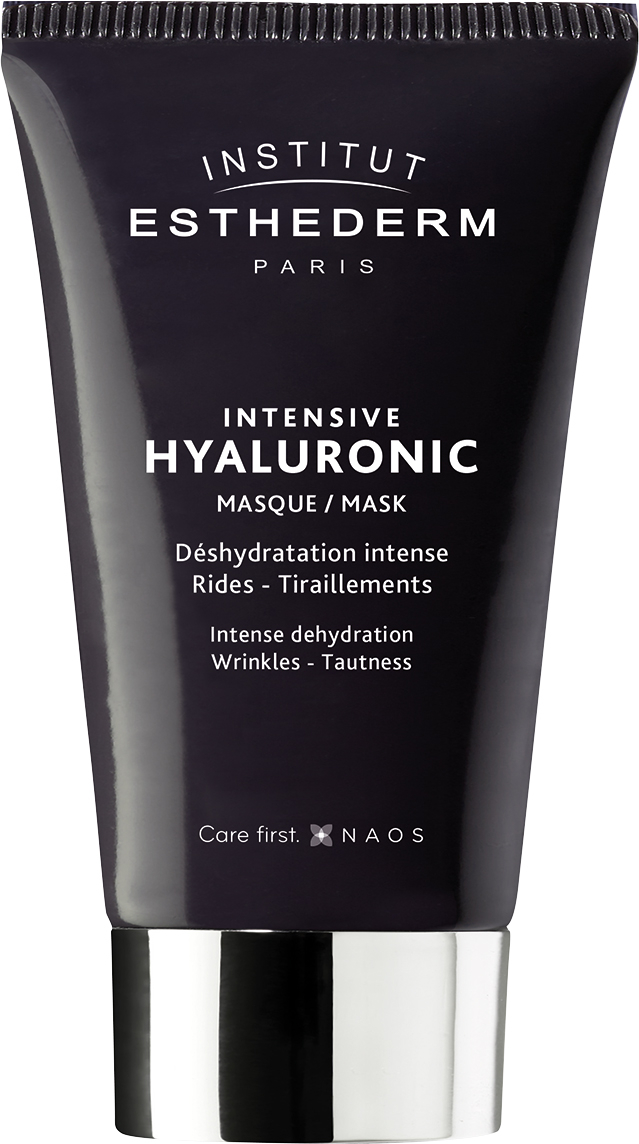 INSTITUT
ESTHEDERM
PARIS
INTENSIVE
HYALURONIC
MASQUE / MASK
Déshydratation intense
Rides - Tiraillements
Intense dehydration
Wrinkles - Tautness
Care first. NAOS